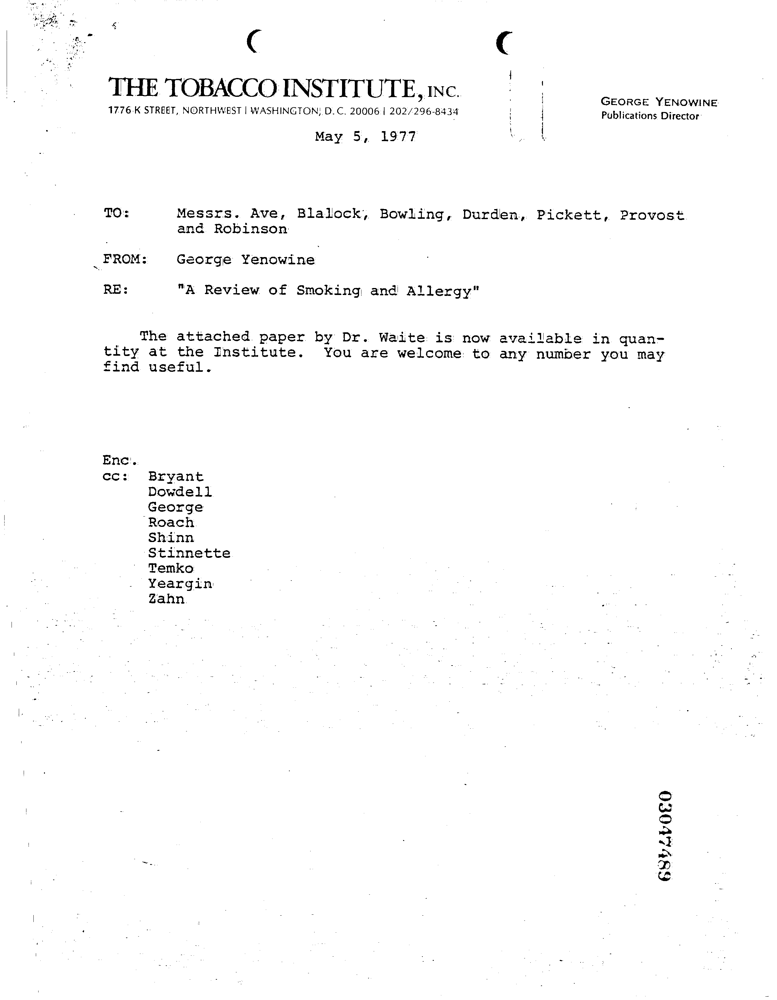 THE TOBACCO INSTITUTE, INC.
1776 K STREET, NORTHWEST | WASHINGTON, D. C. 20006 | 202/296-8434
GEORGE YENOWINE
Publications Director
May 5, 1977
TO: Messrs. Ave, Blalock, Bowling, Durden, Pickett, Provost
and Robinson
FROM: George Yenowine
RE: "A Review of Smoking and Allergy"
The attached paper by Dr. Waite is now available in quan-
tity at the Institute. You are welcome to any number you may
find useful.
Enc.
cc: Bryant
Dowdell
George
Roach
Shinn
Stinnette
Temko
Yeargin
Zahn
03047489